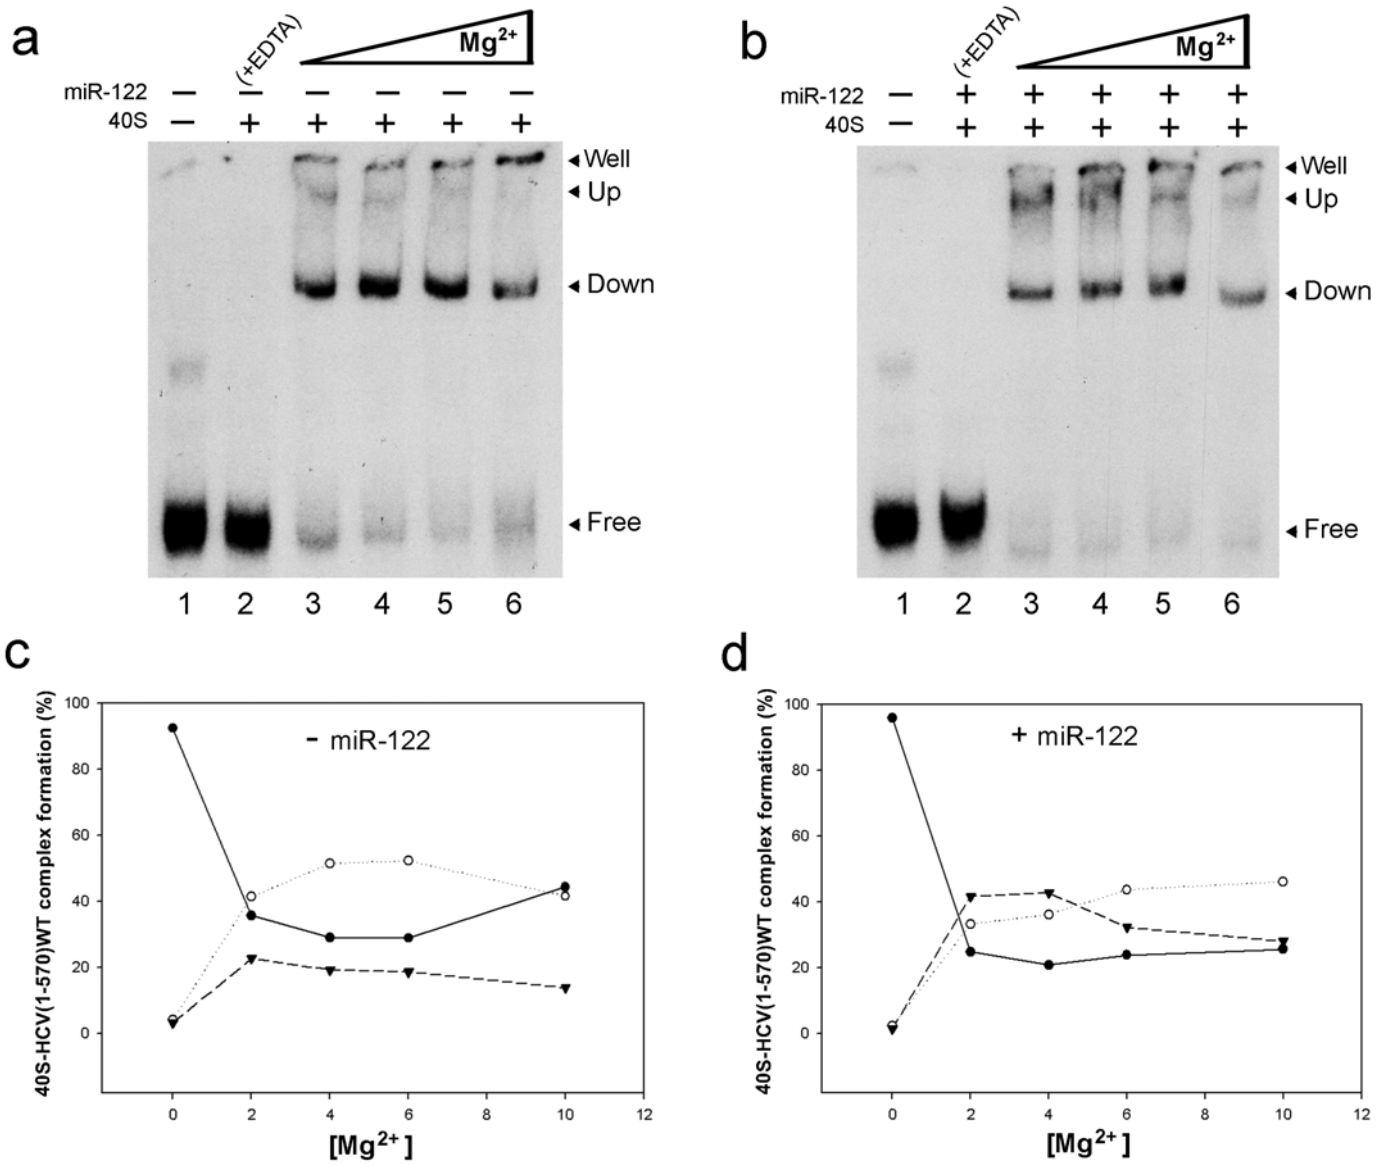 a
(+EDTA)
Mg2+
miR-122 − − − − − −
40S − + + + + +
Well
Up
Down
Free
1 2 3 4 5 6
b
(+EDTA)
Mg2+
miR-122 − + + + + +
40S − + + + + +
Well
Up
Down
Free
1 2 3 4 5 6
c
40S-HCV(1-570)WT complex formation (%)
100
80
60
40
20
0
− miR-122
0 2 4 6 8 10 12
[Mg2+ ]
d
40S-HCV(1-570)WT complex formation (%)
100
80
60
40
20
0
+ miR-122
0 2 4 6 8 10 12
[Mg2+ ]